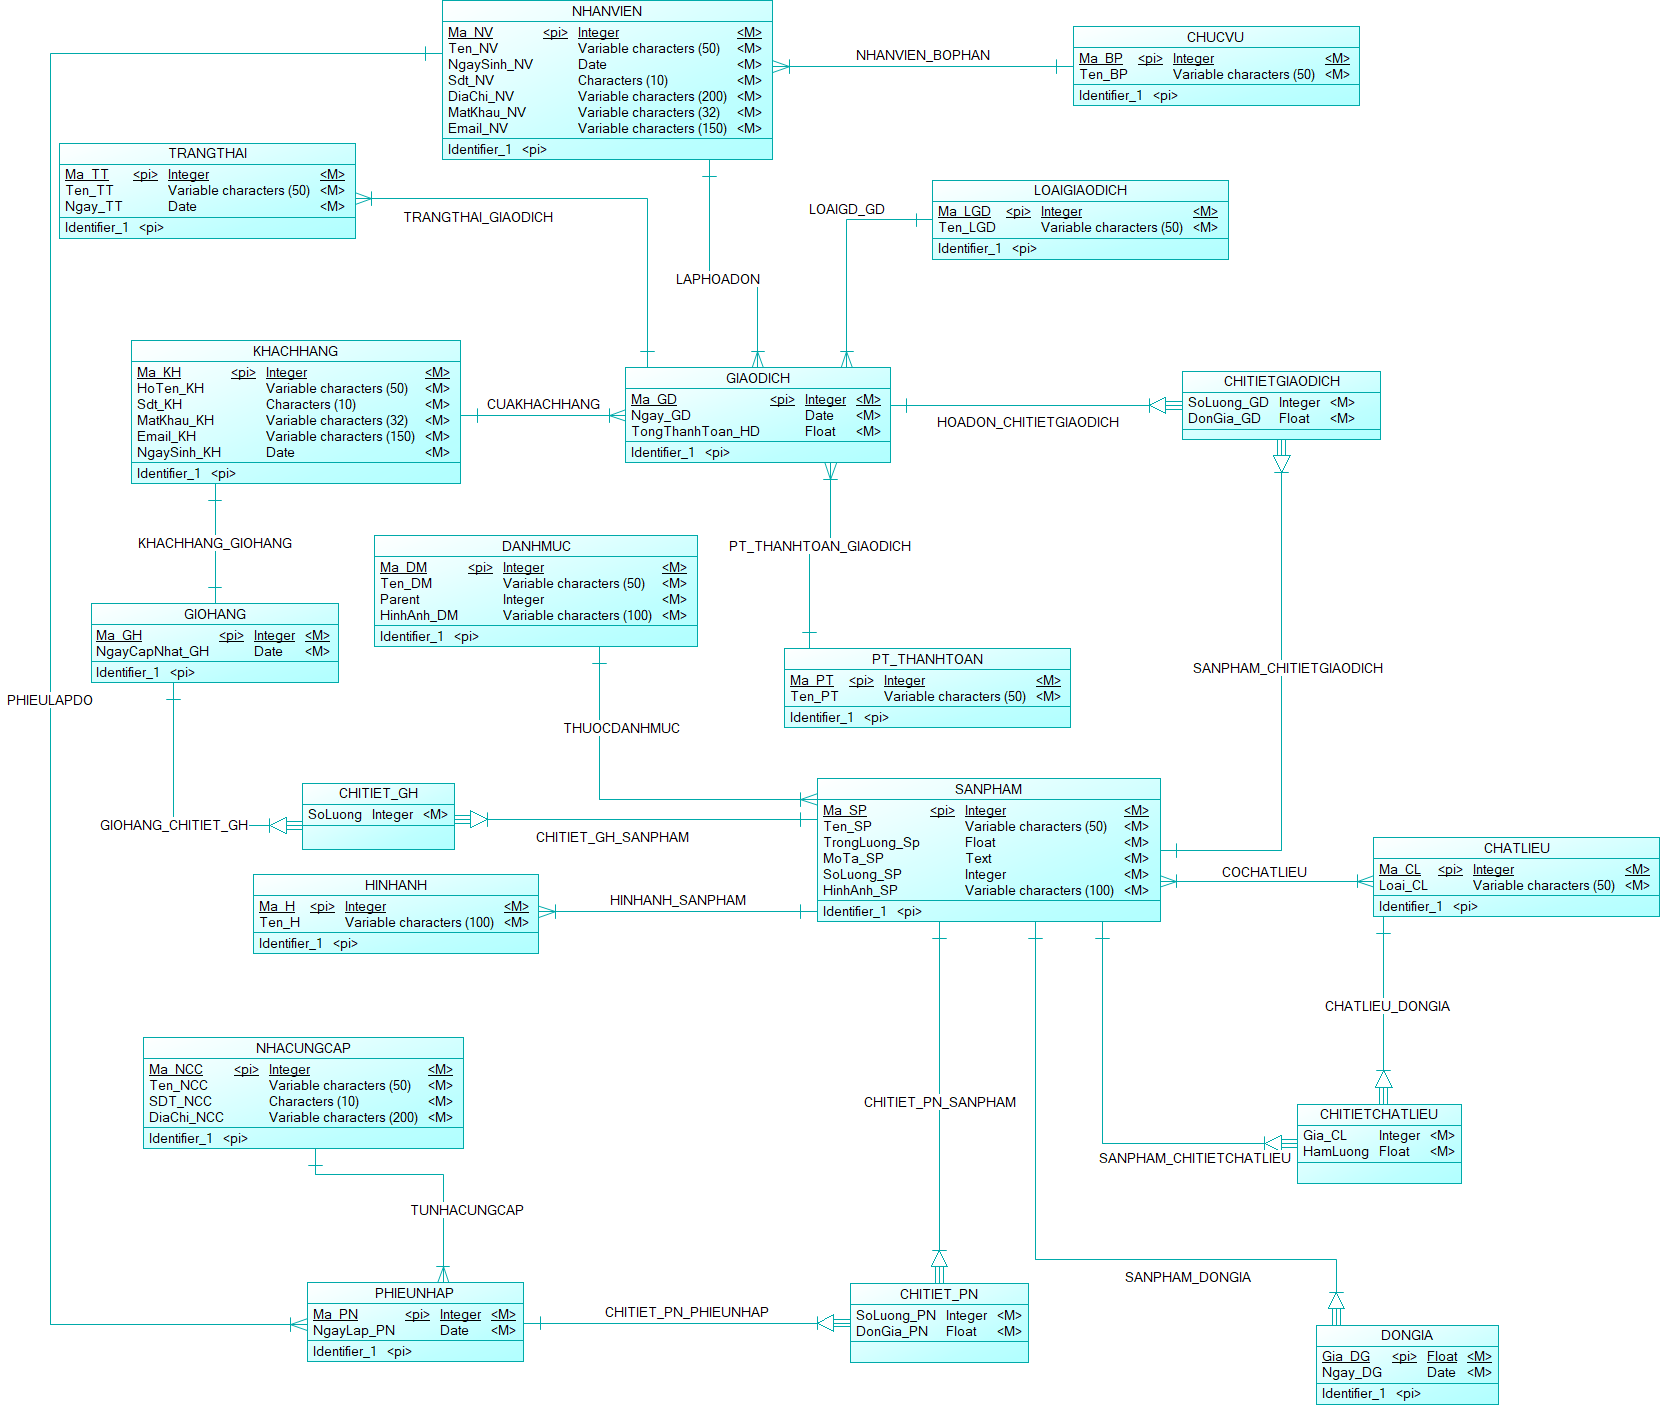 NHANVIEN
Ma_NV <pi> Integer <M>
Ten_NV Variable characters (50) <M>
NgaySinh_NV Date <M>
Sdt_NV Characters (10) <M>
DiaChi_NV Variable characters (200) <M>
MatKhau_NV Variable characters (32) <M>
Email_NV Variable characters (150) <M>
Identifier_1 <pi>
NHANVIEN_BOPHAN
CHUCVU
Ma_BP <pi> Integer <M>
Ten_BP Variable characters (50) <M>
Identifier_1 <pi>
TRANGTHAI
Ma_TT <pi> Integer <M>
Ten_TT Variable characters (50) <M>
Ngay_TT Date <M>
Identifier_1 <pi>
TRANGTHAI_GIAODICH
LOAIGIAODICH
Ma_LGD <pi> Integer <M>
Ten_LGD Variable characters (50) <M>
Identifier_1 <pi>
LOAIGD_GD
LAPHOADON
KHACHHANG
Ma_KH <pi> Integer <M>
HoTen_KH Variable characters (50) <M>
Sdt_KH Characters (10) <M>
MatKhau_KH Variable characters (32) <M>
Email_KH Variable characters (150) <M>
NgaySinh_KH Date <M>
Identifier_1 <pi>
CUAKHACHHANG
GIAODICH
Ma_GD <pi> Integer <M>
Ngay_GD Date <M>
TongThanhToan_HD Float <M>
Identifier_1 <pi>
HOADON_CHITIETGIAODICH
CHITIETGIAODICH
SoLuong_GD Integer <M>
DonGia_GD Float <M>
KHACHHANG_GIOHANG
DANHMUC
Ma_DM <pi> Integer <M>
Ten_DM Variable characters (50) <M>
Parent Integer <M>
HinhAnh_DM Variable characters (100) <M>
Identifier_1 <pi>
PT_THANHTOAN_GIAODICH
GIOHANG
Ma_GH <pi> Integer <M>
NgayCapNhat_GH Date <M>
Identifier_1 <pi>
PT_THANHTOAN
Ma_PT <pi> Integer <M>
Ten_PT Variable characters (50) <M>
Identifier_1 <pi>
SANPHAM_CHITIETGIAODICH
PHIEULAPDO
THUOCDANHMUC
CHITIET_GH
SoLuong Integer <M>
GIOHANG_CHITIET_GH
CHITIET_GH_SANPHAM
SANPHAM
Ma_SP <pi> Integer <M>
Ten_SP Variable characters (50) <M>
TrongLuong_Sp Float <M>
MoTa_SP Text <M>
SoLuong_SP Integer <M>
HinhAnh_SP Variable characters (100) <M>
Identifier_1 <pi>
COCHATLIEU
CHATLIEU
Ma_CL <pi> Integer <M>
Loai_CL Variable characters (50) <M>
Identifier_1 <pi>
HINHANH
Ma_H <pi> Integer <M>
Ten_H Variable characters (100) <M>
Identifier_1 <pi>
HINHANH_SANPHAM
CHATLIEU_DONGIA
NHACUNGCAP
Ma_NCC <pi> Integer <M>
Ten_NCC Variable characters (50) <M>
SDT_NCC Characters (10) <M>
DiaChi_NCC Variable characters (200) <M>
Identifier_1 <pi>
CHITIET_PN_SANPHAM
CHITIETCHATLIEU
Gia_CL Integer <M>
HamLuong Float <M>
SANPHAM_CHITIETCHATLIEU
TUNHACUNGCAP
SANPHAM_DONGIA
PHIEUNHAP
Ma_PN <pi> Integer <M>
NgayLap_PN Date <M>
Identifier_1 <pi>
CHITIET_PN_PHIEUNHAP
CHITIET_PN
SoLuong_PN Integer <M>
DonGia_PN Float <M>
DONGIA
Gia_DG <pi> Float <M>
Ngay_DG Date <M>
Identifier_1 <pi>